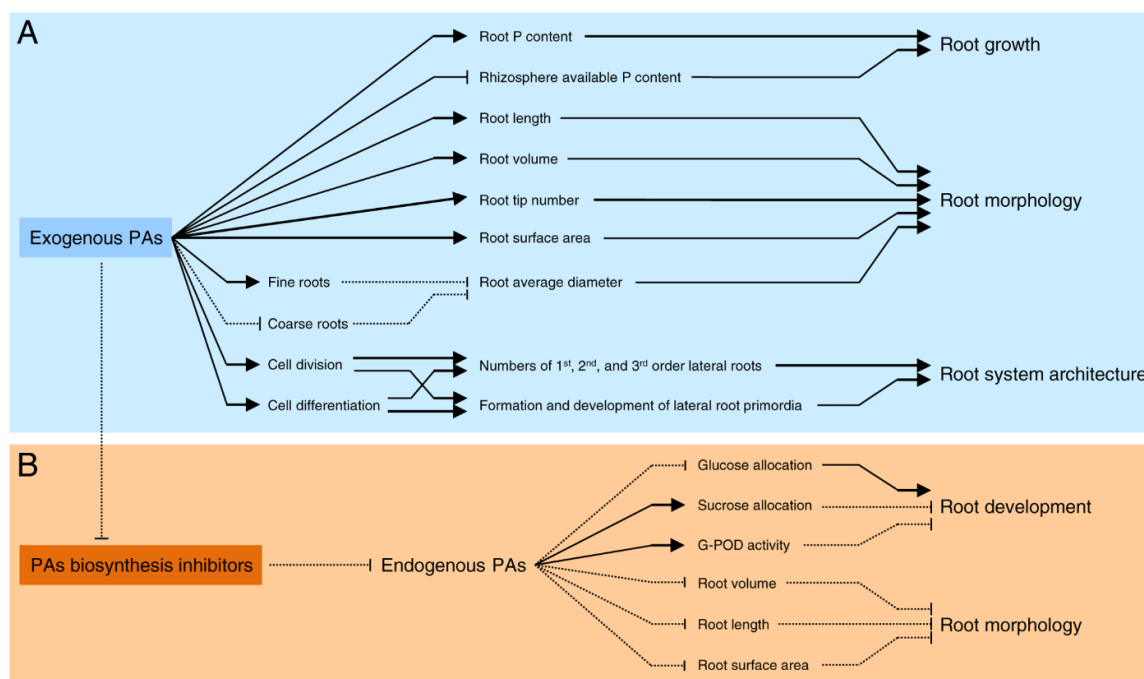 A
Root P content
Root growth
Rhizosphere available P content
Root length
Root volume
Root tip number
Root morphology
Exogenous PAs
Root surface area
Fine roots
Root average diameter
Coarse roots
Cell division
Numbers of 1st, 2nd, and 3rd order lateral roots
Root system architecture
Cell differentiation
Formation and development of lateral root primordia
B
Glucose allocation
Sucrose allocation
Root development
G-POD activity
PAs biosynthesis inhibitors
Endogenous PAs
Root volume
Root length
Root morphology
Root surface area